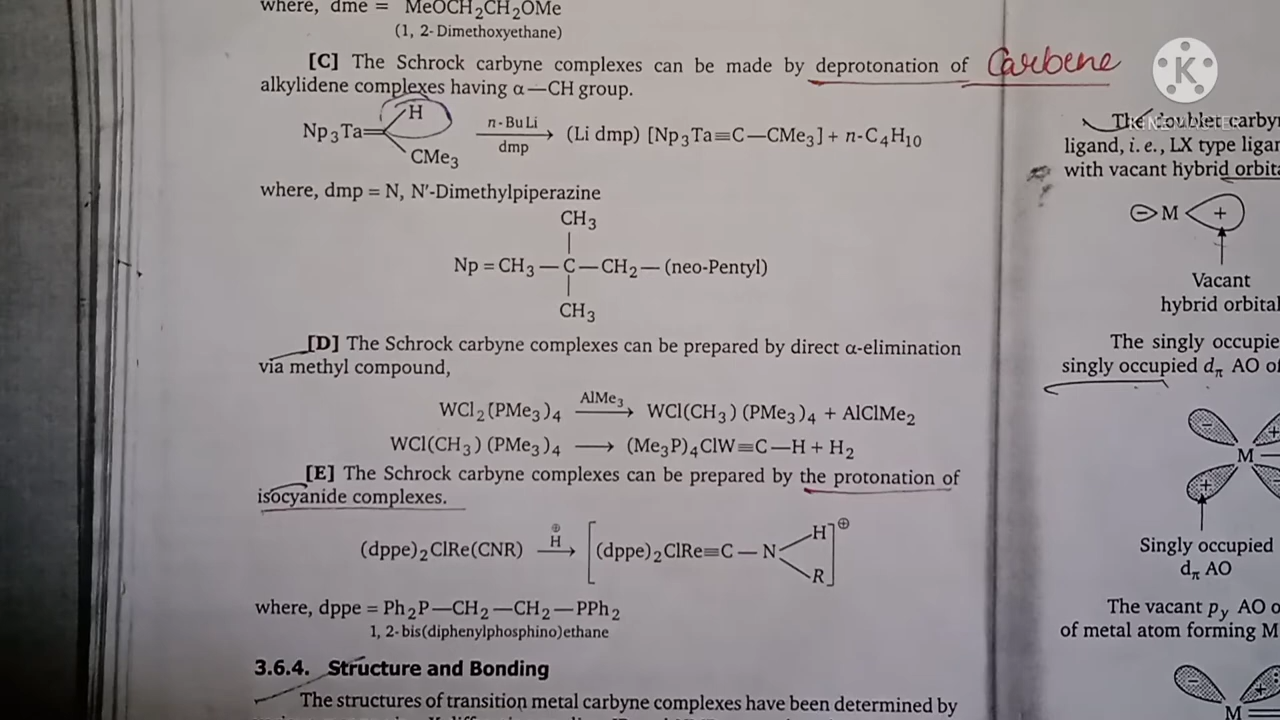 where, dme = MeOCH₂CH₂OMe
(1, 2-Dimethoxyethane)
[C] The Schrock carbyne complexes can be made by deprotonation of Carbene
alkylidene complexes having α—CH group.
H
Np₃Ta=
CMe₃
n-BuLi
dmp
(Li dmp) [Np₃Ta≡C—CMe₃] + n-C₄H₁₀
where, dmp = N, N′-Dimethylpiperazine
CH₃
|
Np = CH₃—C—CH₂— (neo-Pentyl)
|
CH₃
[D] The Schrock carbyne complexes can be prepared by direct α-elimination
via methyl compound,
WCl₂(PMe₃)₄ —AlMe₃→ WCl(CH₃)(PMe₃)₄ + AlClMe₂
WCl(CH₃)(PMe₃)₄ ⟶ (Me₃P)₄ClW≡C—H + H₂
[E] The Schrock carbyne complexes can be prepared by the protonation of
isocyanide complexes.
(dppe)₂ClRe(CNR) —H⊕→ [(dppe)₂ClRe≡C—N
H
R
]⊕
where, dppe = Ph₂P—CH₂—CH₂—PPh₂
1, 2-bis(diphenylphosphino)ethane
3.6.4. Structure and Bonding
The structures of transition metal carbyne complexes have been determined by
K
The doublet
ligand, i.e., LX type
with vacant hybrid
⊖M +
Vacant
hybrid orbital
The singly
singly occupied dπ AO
− +
M
+
Singly occupied
dπ AO
The vacant p_y AO
of metal atom forming
− +
M